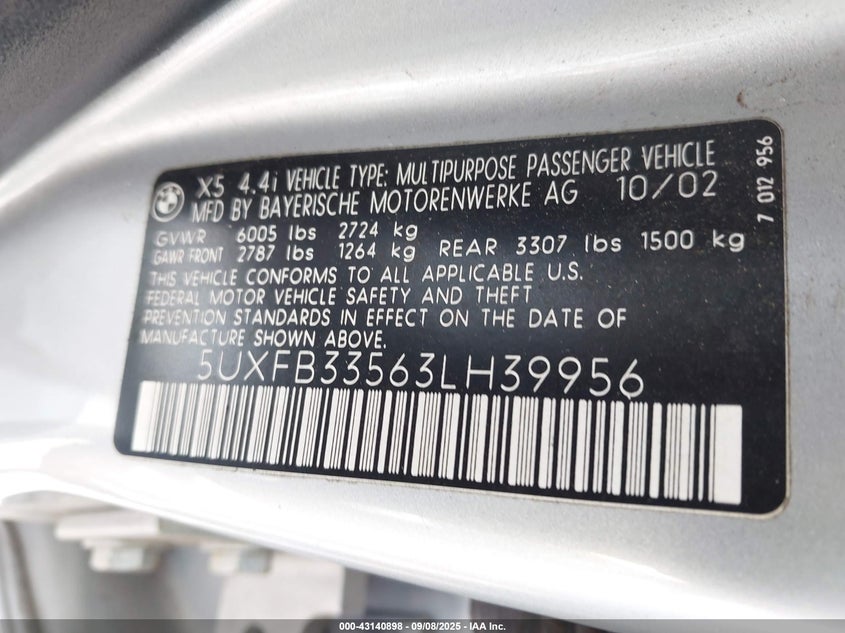 X5 4.4i VEHICLE TYPE: MULTIPURPOSE PASSENGER VEHICLE
MFD BY BAYERISCHE MOTORENWERKE AG 10/02
GVWR 6005 lbs 2724 kg
GAWR FRONT 2787 lbs 1264 kg REAR 3307 lbs 1500 kg
THIS VEHICLE CONFORMS TO ALL APPLICABLE U.S.
FEDERAL MOTOR VEHICLE SAFETY AND THEFT
PREVENTION STANDARDS IN EFFECT ON THE DATE OF
MANUFACTURE SHOWN ABOVE.
5UXFB33563LH39956
7 012 956
000-43140898 - 09/08/2025 - IAA Inc.